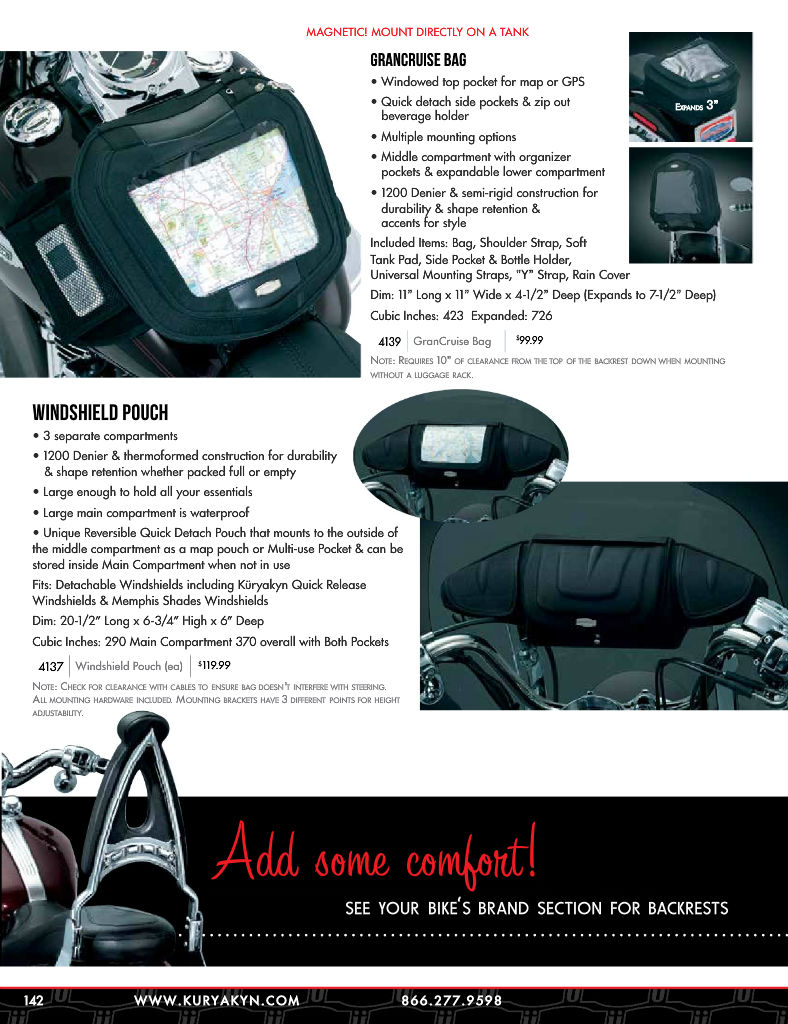 MAGNETIC! MOUNT DIRECTLY ON A TANK
GRANCRUISE BAG
• Windowed top pocket for map or GPS
• Quick detach side pockets & zip out
beverage holder
• Multiple mounting options
• Middle compartment with organizer
pockets & expandable lower compartment
• 1200 Denier & semi-rigid construction for
durability & shape retention &
accents for style
Included Items: Bag, Shoulder Strap, Soft
Tank Pad, Side Pocket & Bottle Holder,
Universal Mounting Straps, "Y" Strap, Rain Cover
Dim: 11” Long x 11” Wide x 4-1/2” Deep (Expands to 7-1/2” Deep)
Cubic Inches: 423 Expanded: 726
4139 GranCruise Bag $99.99
NOTE: REQUIRES 10” OF CLEARANCE FROM THE TOP OF THE BACKREST DOWN WHEN MOUNTING
WITHOUT A LUGGAGE RACK.
EXPANDS 3”
WINDSHIELD POUCH
• 3 separate compartments
• 1200 Denier & thermoformed construction for durability
& shape retention whether packed full or empty
• Large enough to hold all your essentials
• Large main compartment is waterproof
• Unique Reversible Quick Detach Pouch that mounts to the outside of
the middle compartment as a map pouch or Multi-use Pocket & can be
stored inside Main Compartment when not in use
Fits: Detachable Windshields including Küryakyn Quick Release
Windshields & Memphis Shades Windshields
Dim: 20-1/2” Long x 6-3/4” High x 6” Deep
Cubic Inches: 290 Main Compartment 370 overall with Both Pockets
4137 Windshield Pouch (ea) $119.99
NOTE: CHECK FOR CLEARANCE WITH CABLES TO ENSURE BAG DOESN'T INTERFERE WITH STEERING.
ALL MOUNTING HARDWARE INCLUDED. MOUNTING BRACKETS HAVE 3 DIFFERENT POINTS FOR HEIGHT
ADJUSTABILITY.
Add some comfort!
SEE YOUR BIKE'S BRAND SECTION FOR BACKRESTS
142 WWW.KURYAKYN.COM 866.277.9598